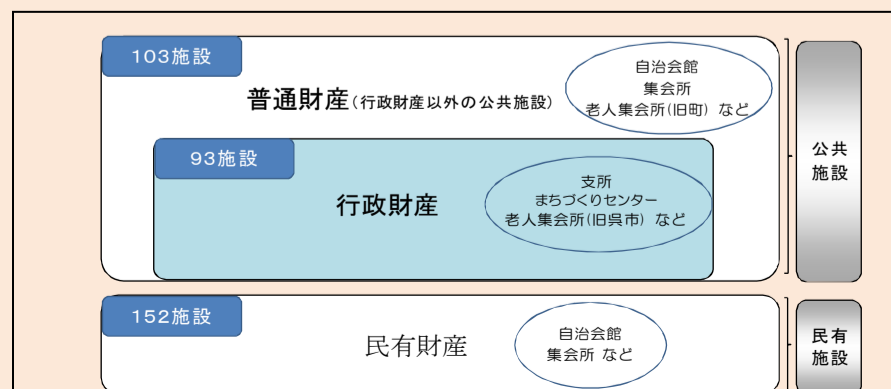 103施設
普通財産(行政財産以外の公共施設)
自治会館
集会所
老人集会所(旧町) など
93施設
行政財産
支所
まちづくりセンター
老人集会所(旧呉市) など
公共
施設
152施設
民有財産
自治会館
集会所 など
民有
施設